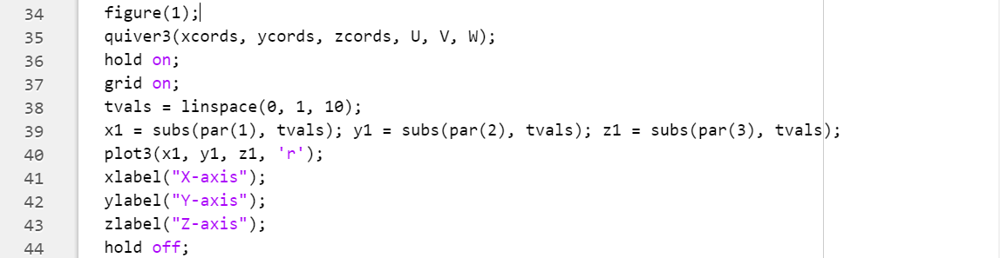 34 figure(1);
35 quiver3(xcords, ycords, zcords, U, V, W);
36 hold on;
37 grid on;
38 tvals = linspace(0, 1, 10);
39 x1 = subs(par(1), tvals); y1 = subs(par(2), tvals); z1 = subs(par(3), tvals);
40 plot3(x1, y1, z1, 'r');
41 xlabel("X-axis");
42 ylabel("Y-axis");
43 zlabel("Z-axis");
44 hold off;